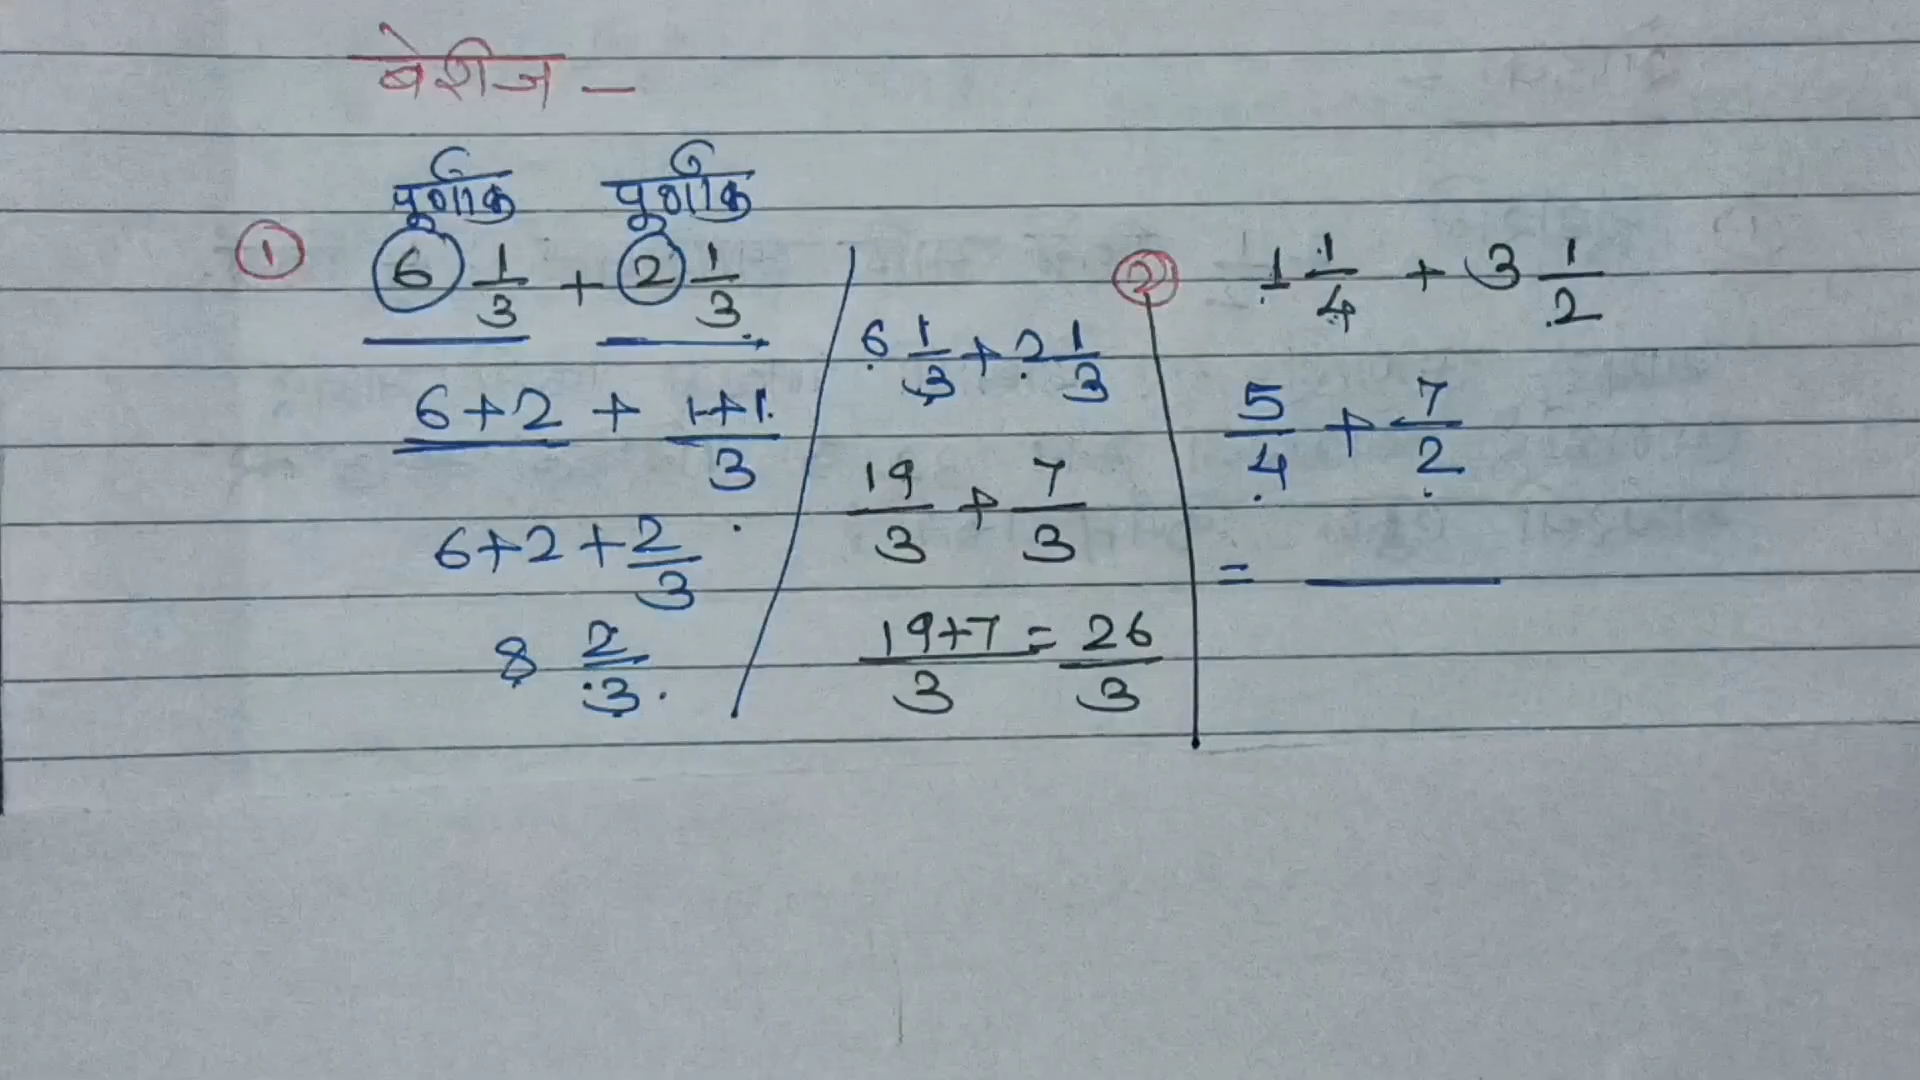 बेरीज –
पूर्णांक पूर्णांक
① 6 1/3 + 2 1/3
6+2 + 1+1/3
6+2+2/3
8 2/3
6 1/3 + 2 1/3
19/3 + 7/3
19+7/3 = 26/3
② 1 1/4 + 3 1/2
5/4 + 7/2
=